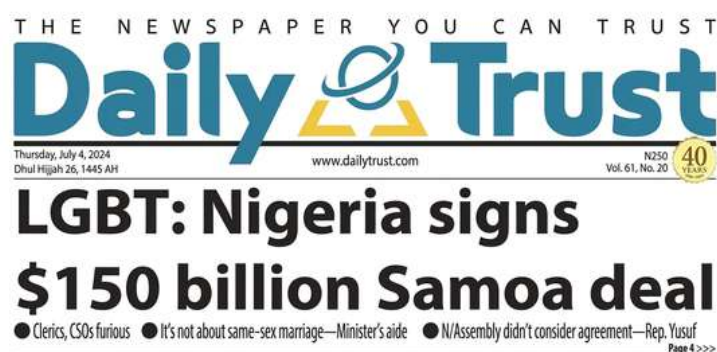 THE NEWSPAPER YOU CAN TRUST
Daily Trust
Thursday, July 4, 2024
Dhul Hijjah 26, 1445 AH
www.dailytrust.com
N250
Vol. 61, No. 20
40
YEARS
LGBT: Nigeria signs
$150 billion Samoa deal
● Clerics, CSOs furious ● It's not about same-sex marriage—Minister's aide ● N/Assembly didn't consider agreement—Rep. Yusuf
Page 4 >>>